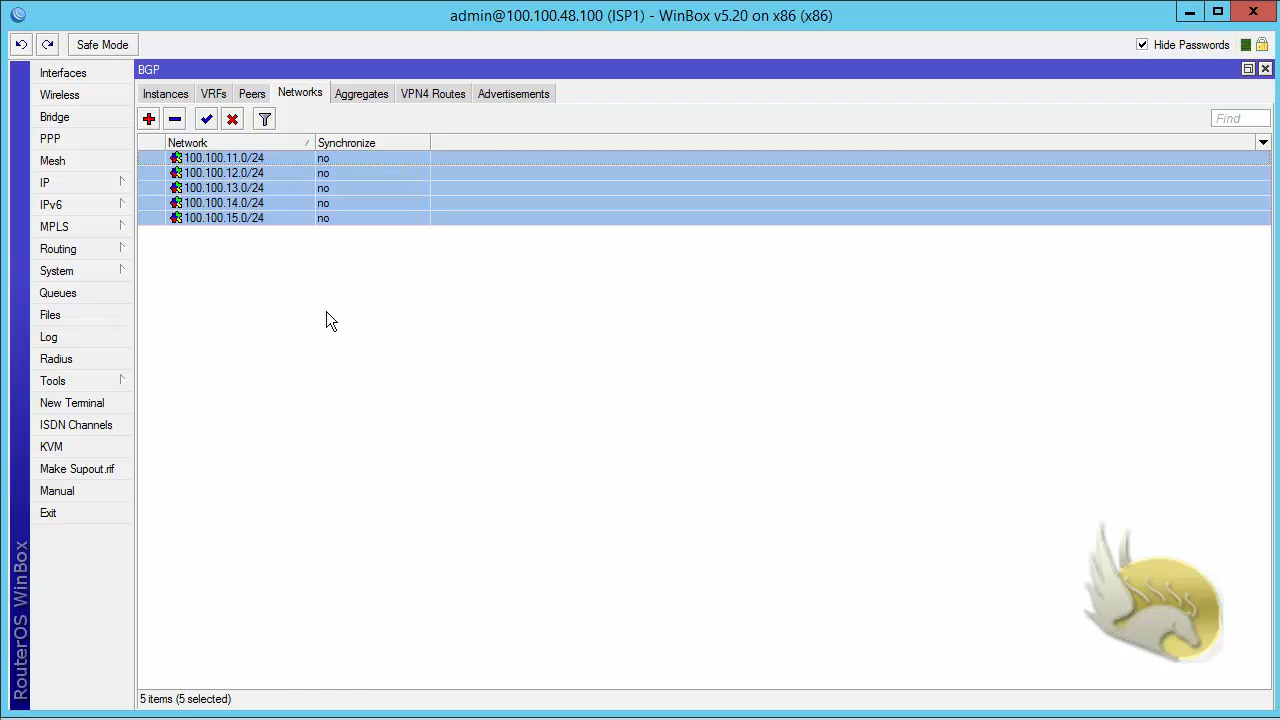 admin@100.100.48.100 (ISP1) - WinBox v5.20 on x86 (x86)
Safe Mode
Hide Passwords
Interfaces
Wireless
Bridge
PPP
Mesh
IP
IPv6
MPLS
Routing
System
Queues
Files
Log
Radius
Tools
New Terminal
ISDN Channels
KVM
Make Supout.rif
Manual
Exit
RouterOS WinBox
BGP
Instances VRFs Peers Networks Aggregates VPN4 Routes Advertisements
Find
Network Synchronize
100.100.11.0/24 no
100.100.12.0/24 no
100.100.13.0/24 no
100.100.14.0/24 no
100.100.15.0/24 no
5 items (5 selected)